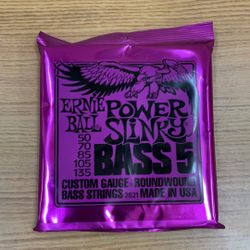 ERNIE BALL
POWER SLINKY
50
70
85
105
135
BASS 5
CUSTOM GAUGE • ROUNDWOUND
BASS STRINGS 2821 MADE IN USA